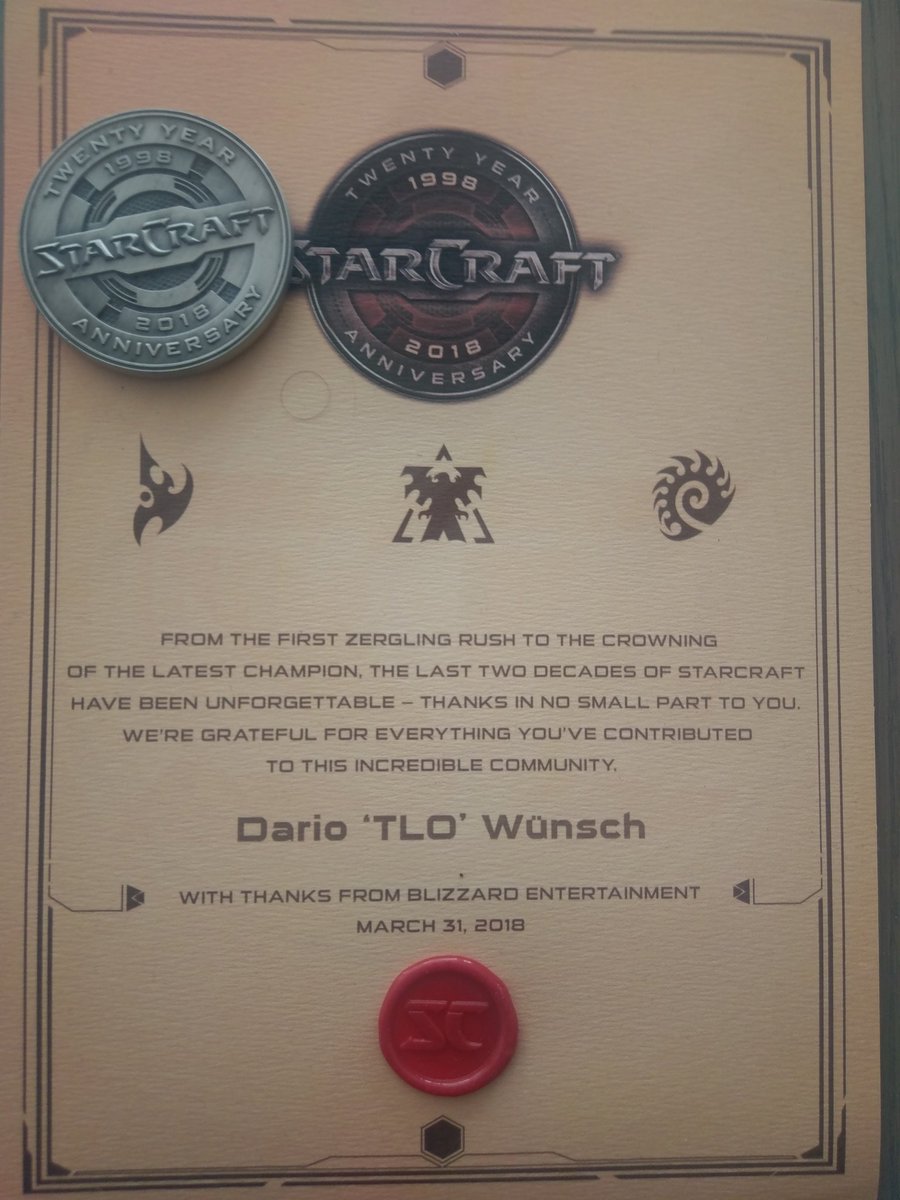 TWENTY YEAR
1998
STARCRAFT
2018
ANNIVERSARY
TWENTY YEAR
1998
STARCRAFT
2018
ANNIVERSARY
FROM THE FIRST ZERGLING RUSH TO THE CROWNING
OF THE LATEST CHAMPION, THE LAST TWO DECADES OF STARCRAFT
HAVE BEEN UNFORGETTABLE – THANKS IN NO SMALL PART TO YOU.
WE'RE GRATEFUL FOR EVERYTHING YOU'VE CONTRIBUTED
TO THIS INCREDIBLE COMMUNITY.
Dario ‘TLO’ Wünsch
WITH THANKS FROM BLIZZARD ENTERTAINMENT
MARCH 31, 2018
SC